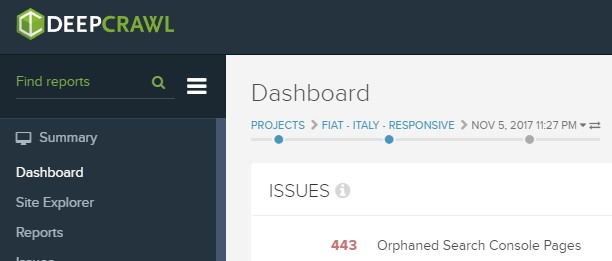 DEEPCRAWL
Find reports
Dashboard
PROJECTS > FIAT - ITALY - RESPONSIVE > NOV 5, 2017 11:27 PM
Summary
Dashboard
Site Explorer
Reports
ISSUES
443 Orphaned Search Console Pages